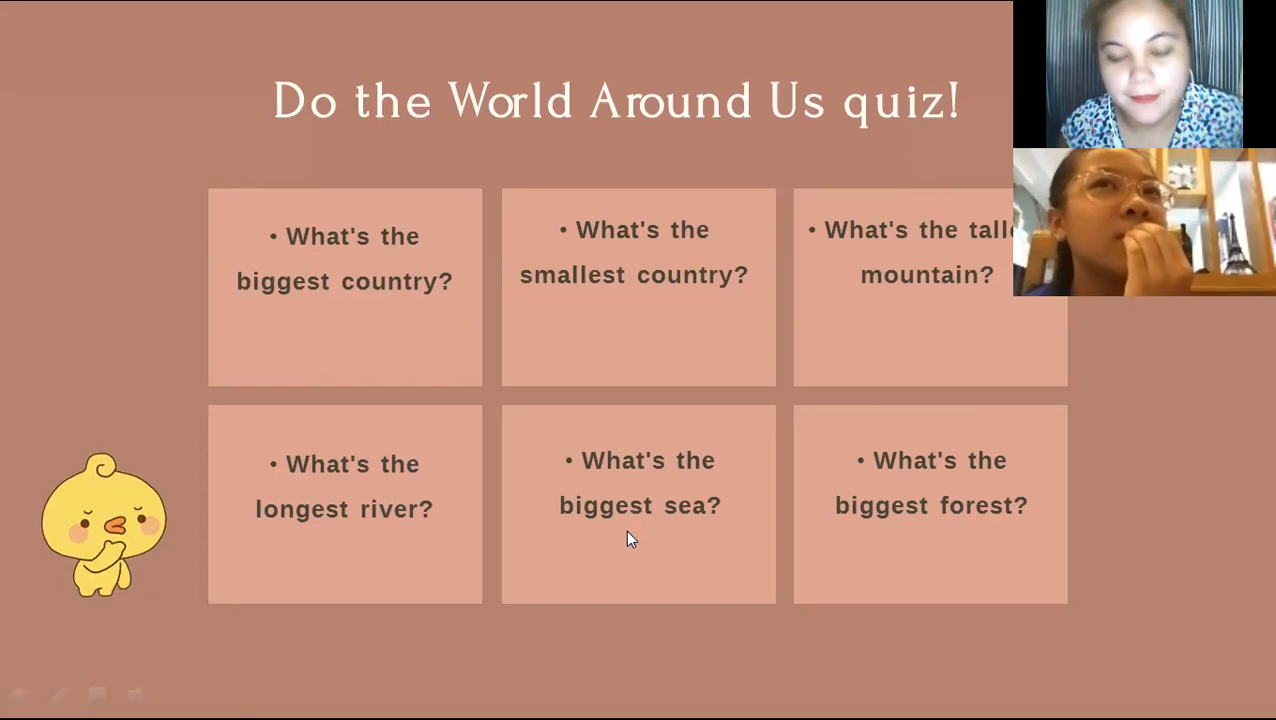 Do the World Around Us quiz!
• What's the
biggest country?
• What's the
smallest country?
• What's the
mountain?
• What's the
longest river?
• What's the
biggest sea?
• What's the
biggest forest?